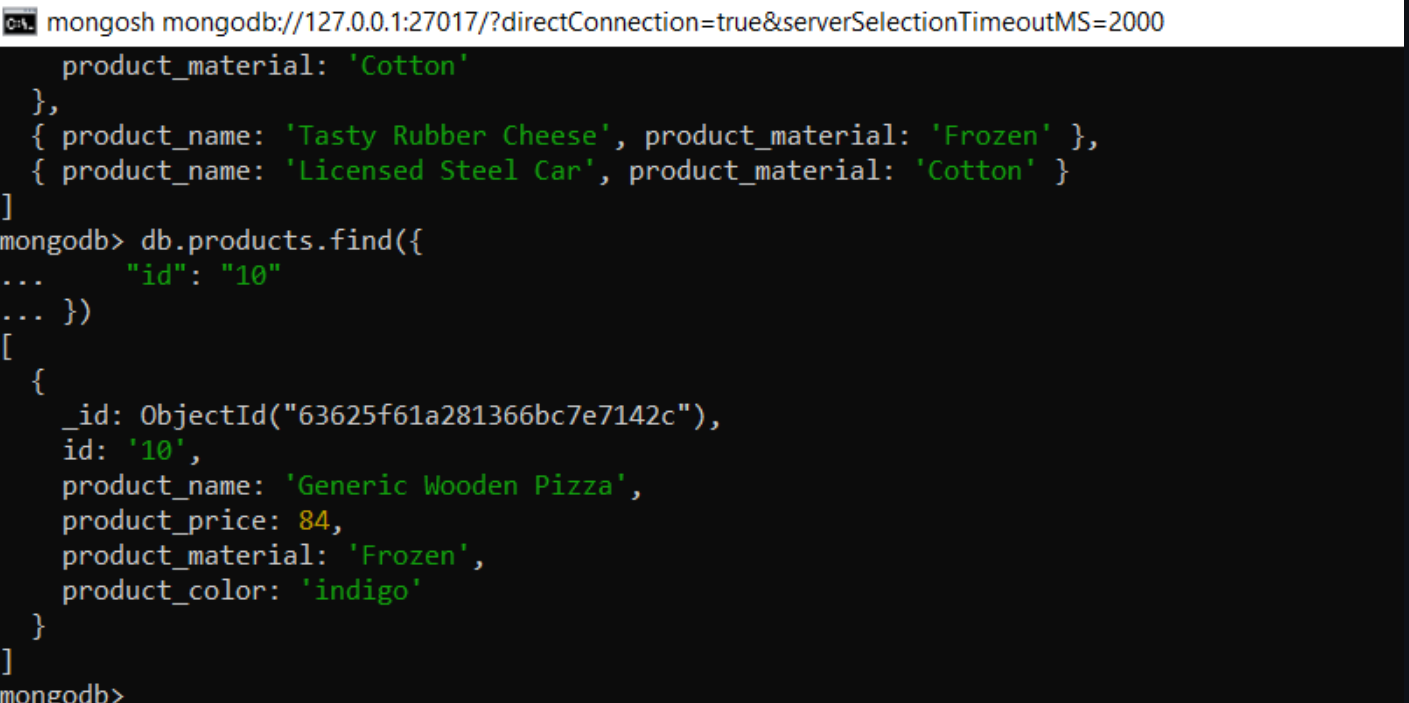 mongosh mongodb://127.0.0.1:27017/?directConnection=true&serverSelectionTimeoutMS=2000
    product_material: 'Cotton'
  },
  { product_name: 'Tasty Rubber Cheese', product_material: 'Frozen' },
  { product_name: 'Licensed Steel Car', product_material: 'Cotton' }
]
mongodb> db.products.find({
...     "id": "10"
... })
[
  {
    _id: ObjectId("63625f61a281366bc7e7142c"),
    id: '10',
    product_name: 'Generic Wooden Pizza',
    product_price: 84,
    product_material: 'Frozen',
    product_color: 'indigo'
  }
]
mongodb>